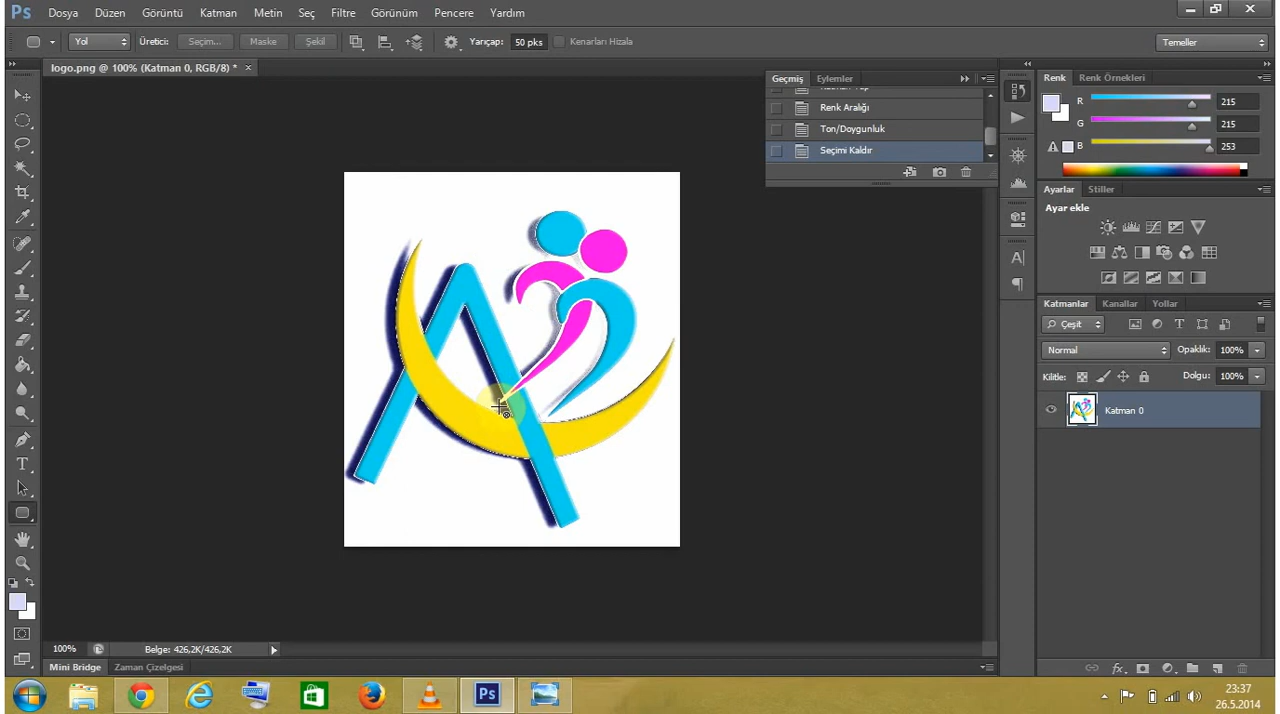 Ps Dosya Düzen Görüntü Katman Metin Seç Filtre Görünüm Pencere Yardım
Yol Üretici: Seçim... Maske Şekil Yarıçap: 50 pks Kenarları Hizala Temeller
logo.png @ 100% (Katman 0, RGB/8) * ×
Geçmiş Eylemler
Renk Aralığı
Ton/Doygunluk
Seçimi Kaldır
Renk Renk Örnekleri
R 215
G 215
B 253
Ayarlar Stiller
Ayar ekle
Katmanlar Kanallar Yollar
Çeşit
Normal Opaklik: 100%
Kilitle: Dolgu: 100%
Katman 0
100% Belge: 426,2K/426,2K
Mini Bridge Zaman Çizelgesi
Ps
23:37
26.5.2014